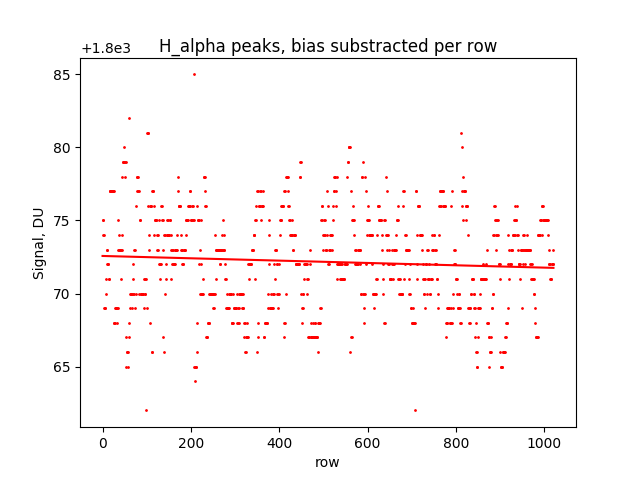 +1.8e3
H_alpha peaks, bias substracted per row
85
80
75
70
65
Signal, DU
0 200 400 600 800 1000
row